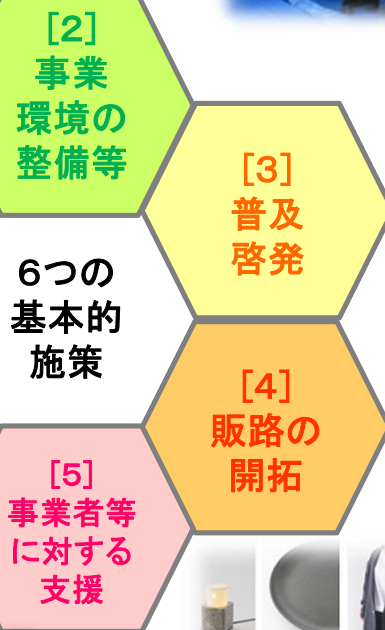 [2]
事業
環境の
整備等
[3]
普及
啓発
6つの
基本的
施策
[4]
販路の
開拓
[5]
事業者等
に対する
支援